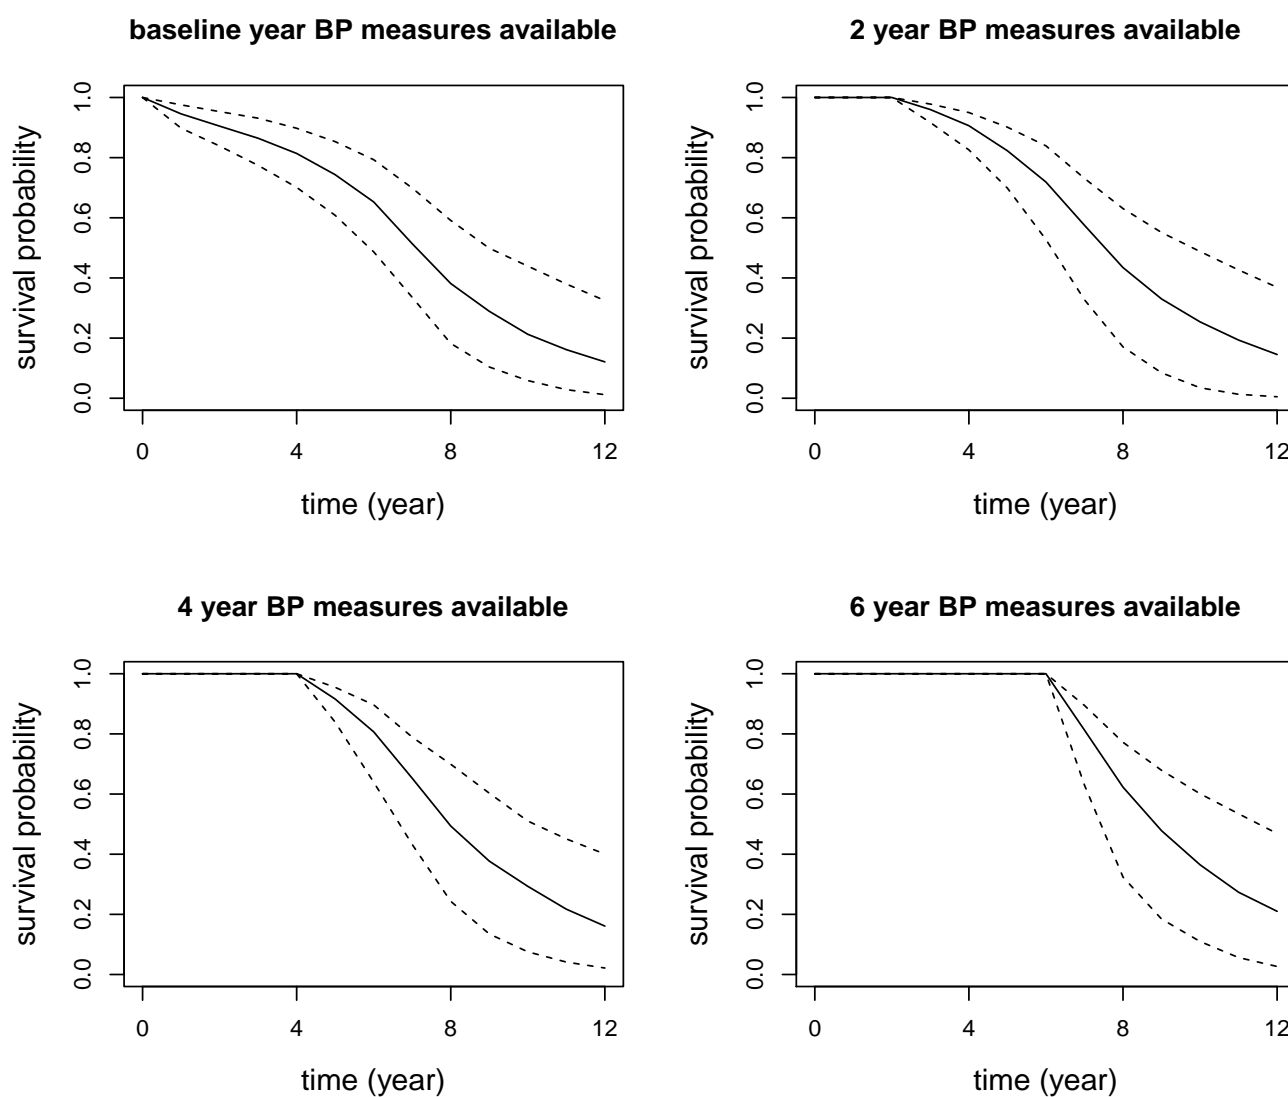 baseline year BP measures available
survival probability
1.0
0.8
0.6
0.4
0.2
0.0
0 4 8 12
time (year)
2 year BP measures available
survival probability
1.0
0.8
0.6
0.4
0.2
0.0
0 4 8 12
time (year)
4 year BP measures available
survival probability
1.0
0.8
0.6
0.4
0.2
0.0
0 4 8 12
time (year)
6 year BP measures available
survival probability
1.0
0.8
0.6
0.4
0.2
0.0
0 4 8 12
time (year)